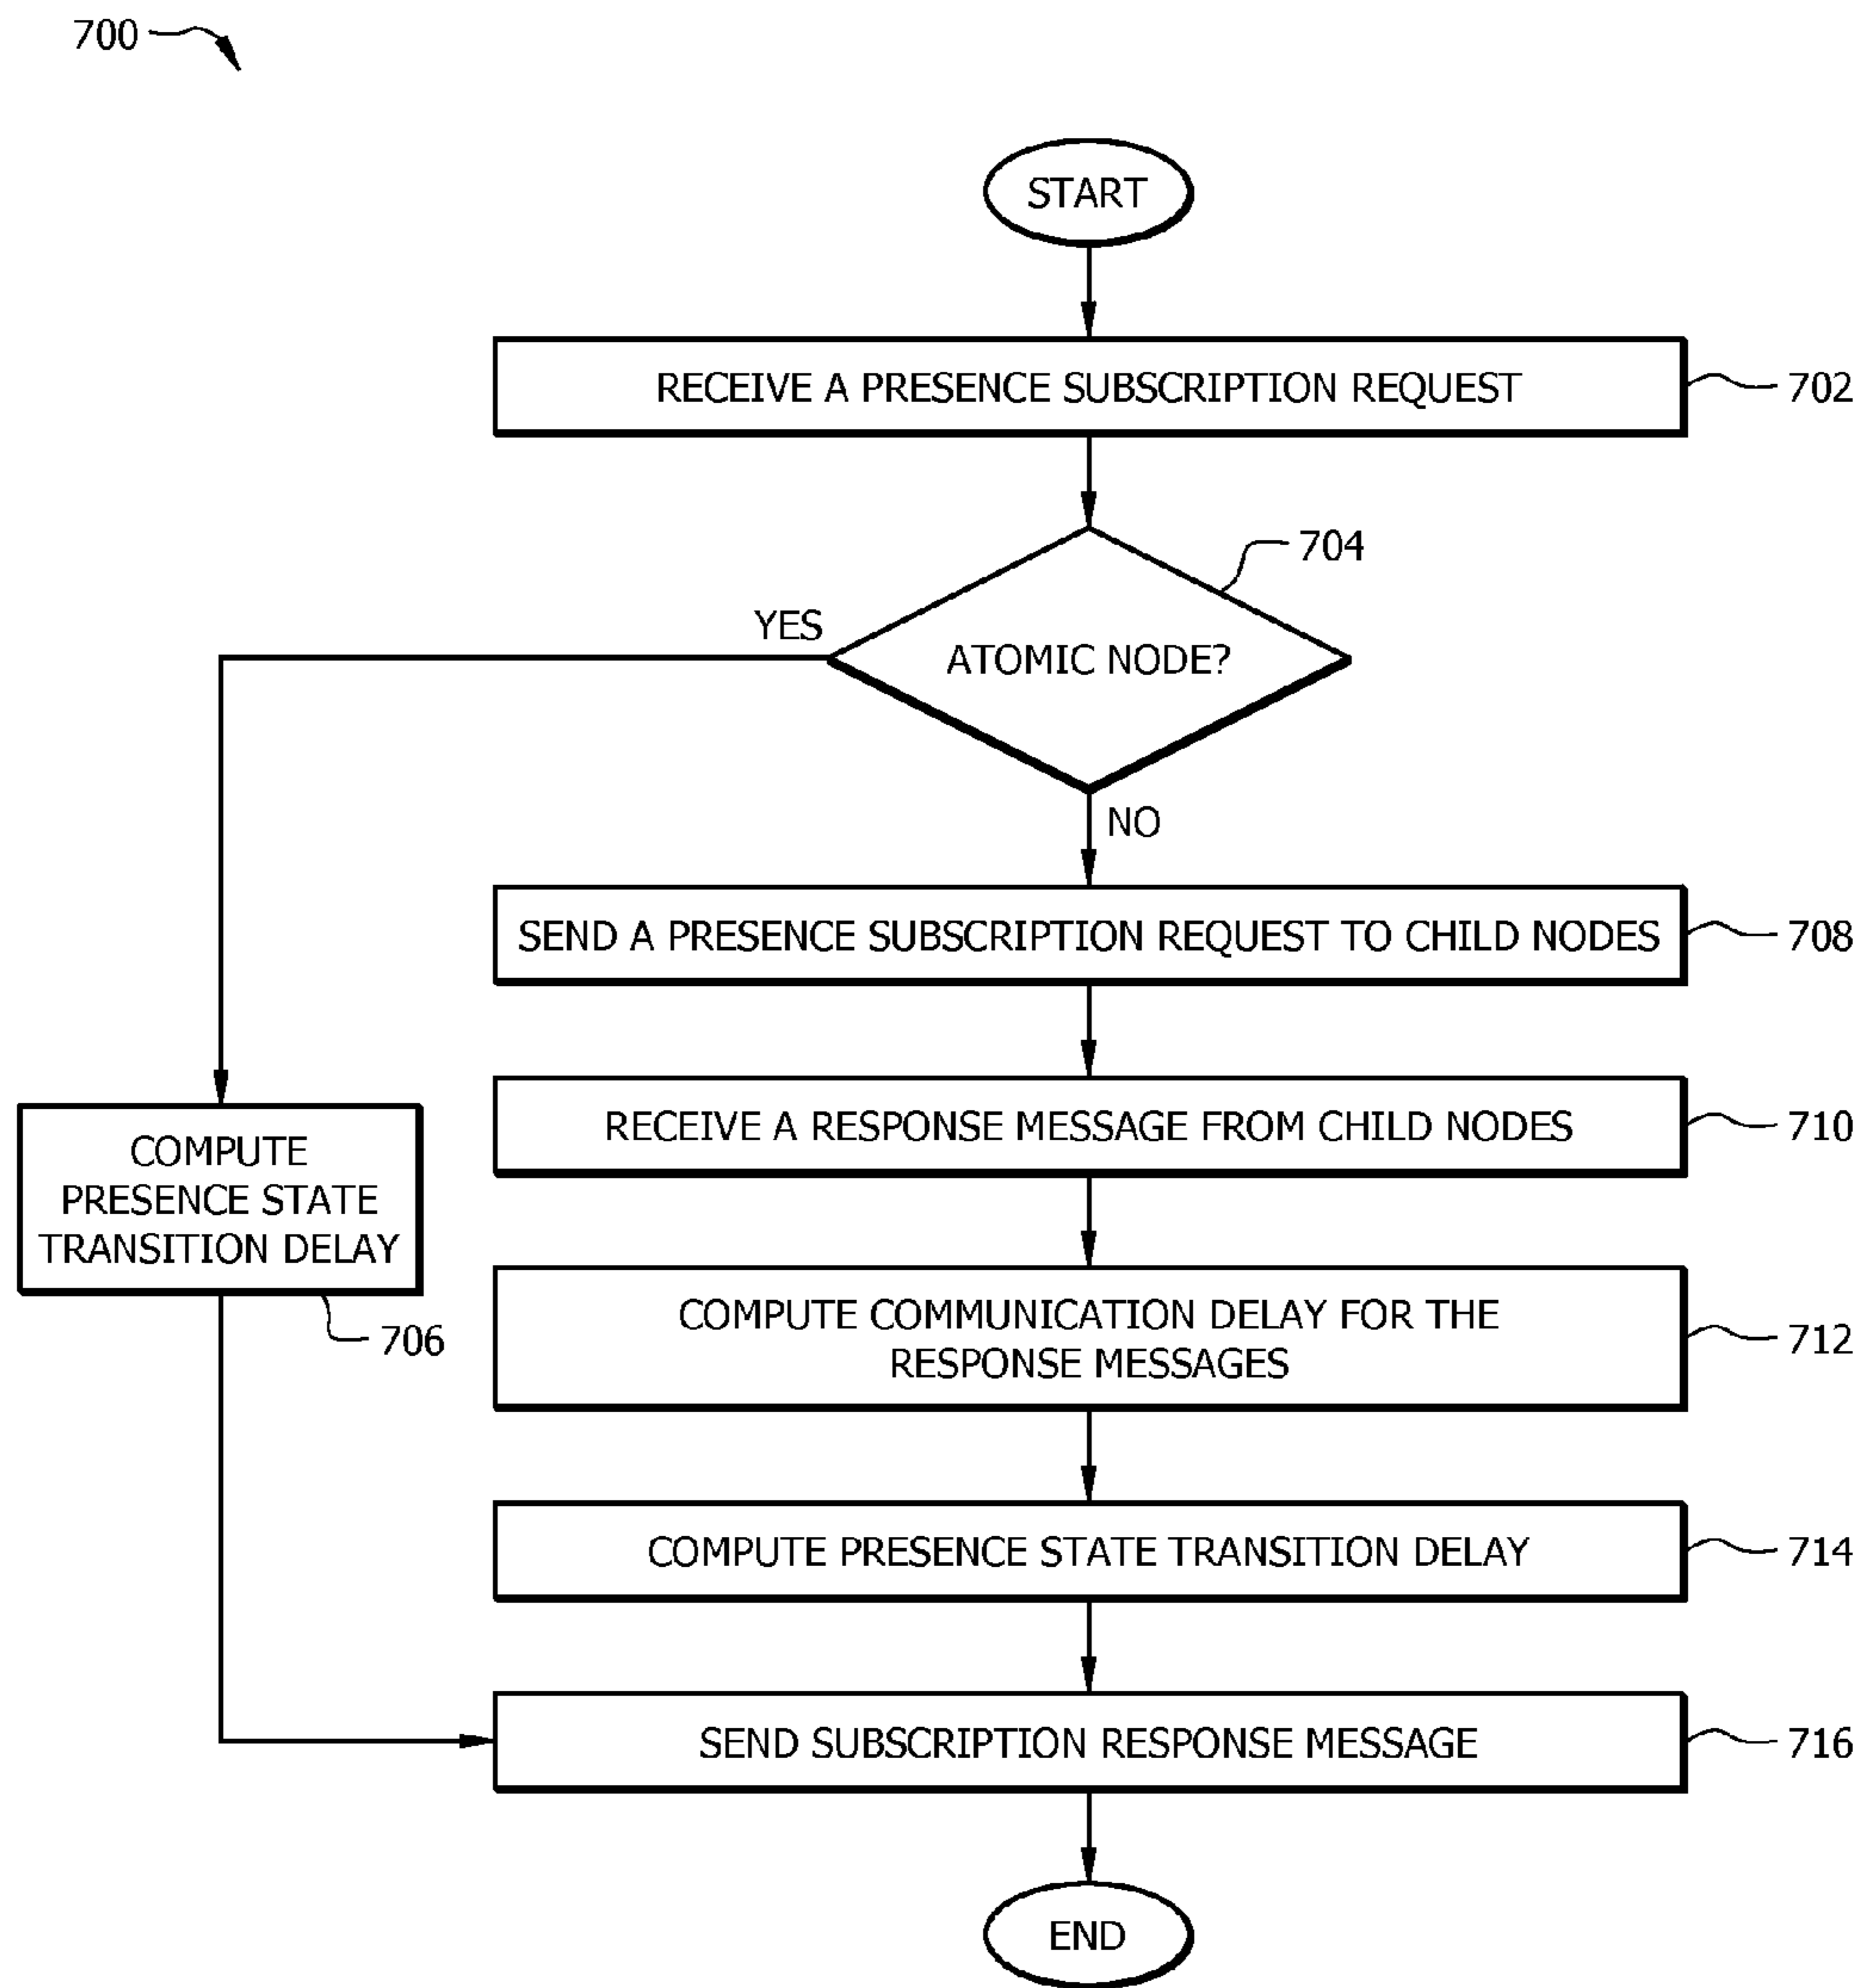 700
START
RECEIVE A PRESENCE SUBSCRIPTION REQUEST
702
704
YES
ATOMIC NODE?
NO
SEND A PRESENCE SUBSCRIPTION REQUEST TO CHILD NODES
708
RECEIVE A RESPONSE MESSAGE FROM CHILD NODES
710
COMPUTE
PRESENCE STATE
TRANSITION DELAY
706
COMPUTE COMMUNICATION DELAY FOR THE
RESPONSE MESSAGES
712
COMPUTE PRESENCE STATE TRANSITION DELAY
714
SEND SUBSCRIPTION RESPONSE MESSAGE
716
END